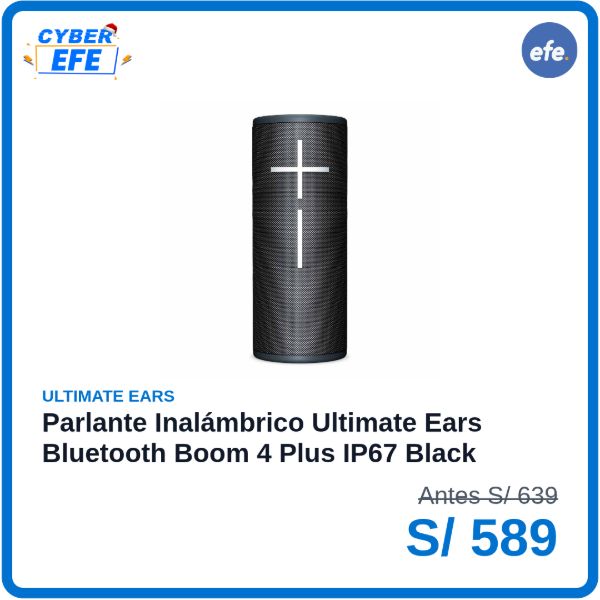 CYBER
EFE
efe.
ULTIMATE EARS
Parlante Inalámbrico Ultimate Ears
Bluetooth Boom 4 Plus IP67 Black
Antes S/ 639
S/ 589